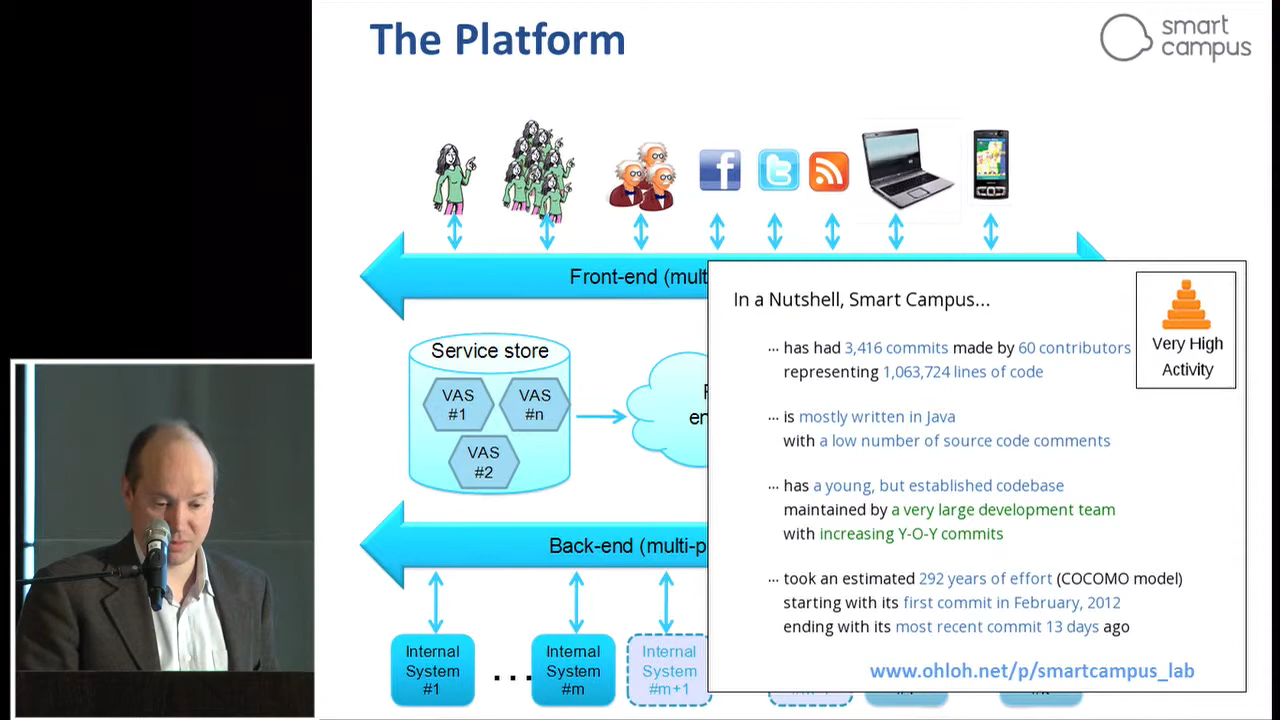 The Platform
smart
campus
Front-end (mult
Service store
VAS
#1
VAS
#n
VAS
#2
en
Back-end (multi-p
Internal
System
#1
...
Internal
System
#m
Internal
System
#m+1
In a Nutshell, Smart Campus...
Very High
Activity
... has had 3,416 commits made by 60 contributors
representing 1,063,724 lines of code
... is mostly written in Java
with a low number of source code comments
... has a young, but established codebase
maintained by a very large development team
with increasing Y-O-Y commits
... took an estimated 292 years of effort (COCOMO model)
starting with its first commit in February, 2012
ending with its most recent commit 13 days ago
www.ohloh.net/p/smartcampus_lab